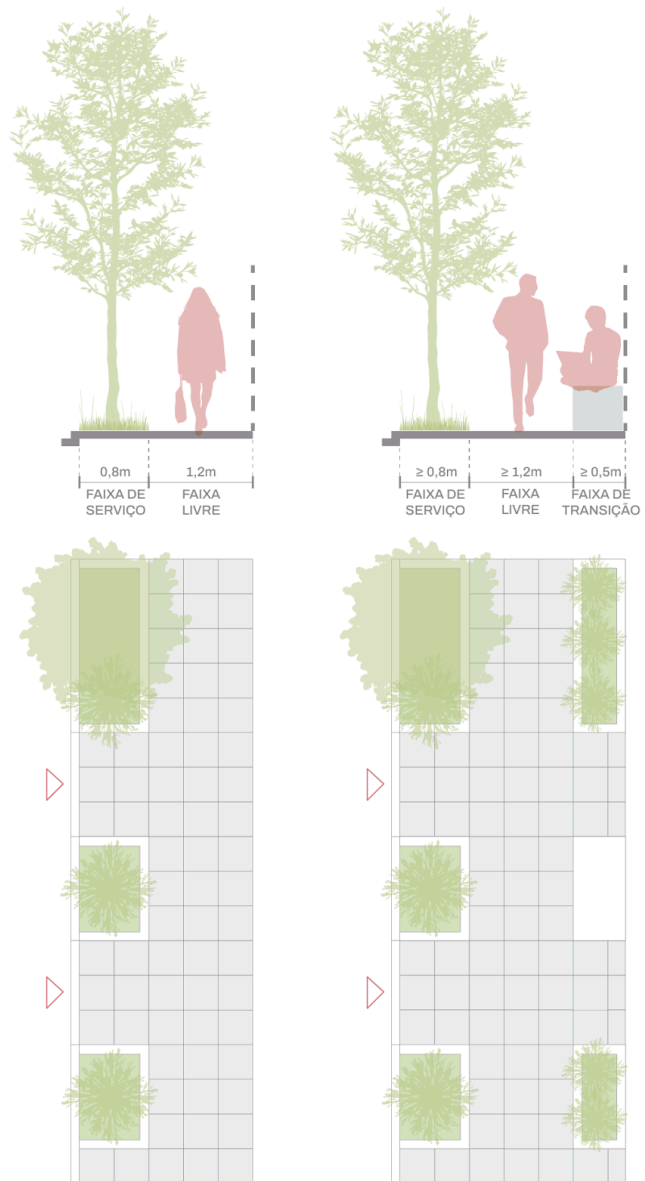 0,8m
1,2m
FAIXA DE
SERVIÇO
FAIXA
LIVRE
≥ 0,8m
≥ 1,2m
≥ 0,5m
FAIXA DE
SERVIÇO
FAIXA
LIVRE
FAIXA DE
TRANSIÇÃO